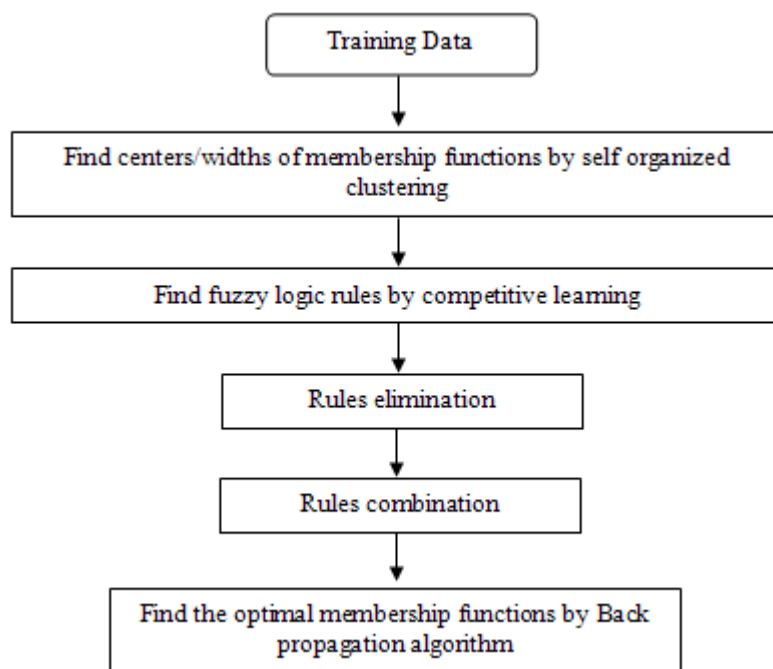 Training Data
Find centers/widths of membership functions by self organized
clustering
Find fuzzy logic rules by competitive learning
Rules elimination
Rules combination
Find the optimal membership functions by Back
propagation algorithm